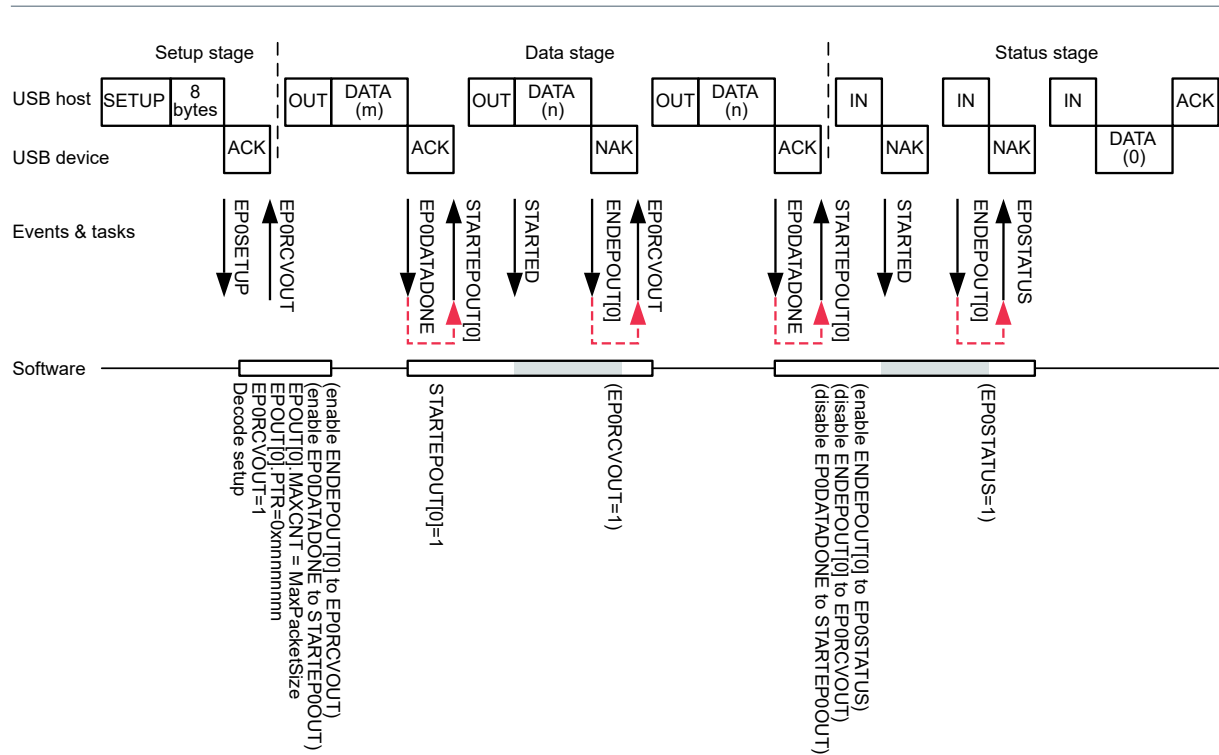 Setup stage
Data stage
Status stage
USB host
SETUP
8
bytes
OUT
DATA
(m)
OUT
DATA
(n)
OUT
DATA
(n)
IN
IN
IN
ACK
USB device
ACK
ACK
NAK
ACK
NAK
NAK
DATA
(0)
Events & tasks
EP0SETUP
EP0RCVOUT
EP0DATADONE
STARTEPOUT[0]
STARTED
ENDEPOUT[0]
EP0RCVOUT
EP0DATADONE
STARTEPOUT[0]
STARTED
ENDEPOUT[0]
EP0STATUS
Software
(enable ENDEPOUT[0] to EP0RCVOUT)
(enable EP0DATADONE to STARTEP0OUT)
EPOUT[0].MAXCNT = MaxPacketSize
EPOUT[0].PTR=0xnnnnnnnn
EP0RCVOUT=1
Decode setup
STARTEPOUT[0]=1
(EP0RCVOUT=1)
(enable ENDEPOUT[0] to EP0STATUS)
(disable ENDEPOUT[0] to EP0RCVOUT)
(disable EP0DATADONE to STARTEP0OUT)
(EP0STATUS=1)